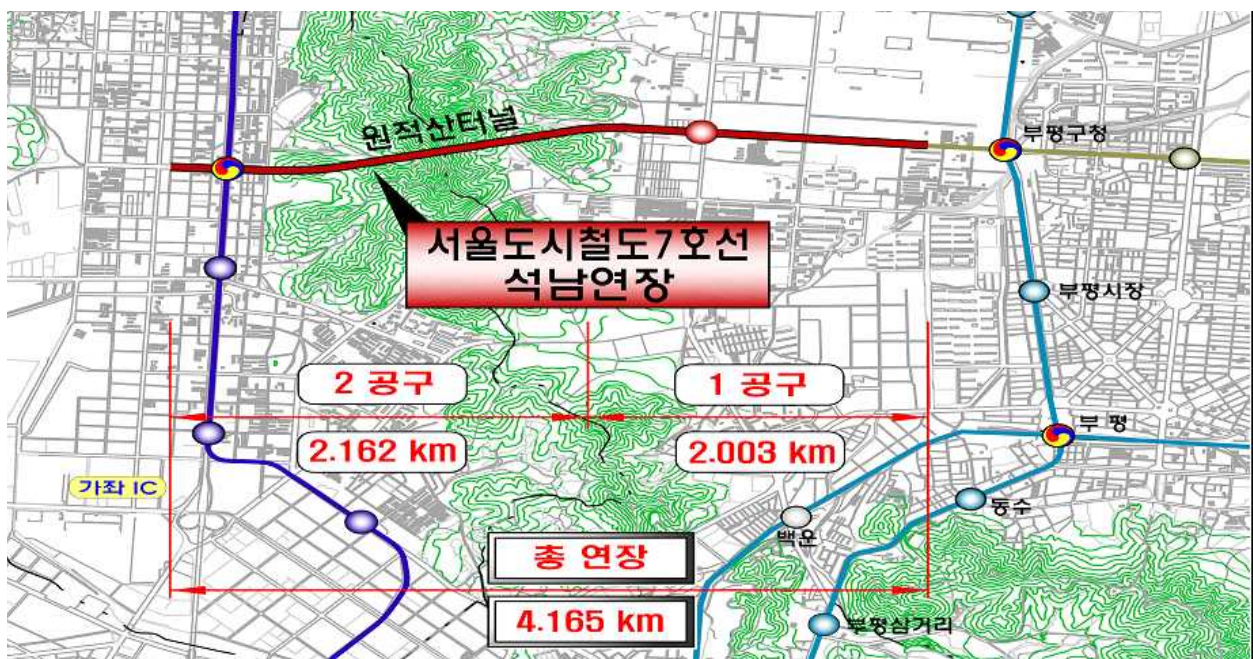 원적산터널
부평구청
서울도시철도7호선
석남연장
부평시장
2 공구
1 공구
부 평
2.162 km
2.003 km
가좌 IC
동수
백운
총 연장
4.165 km
부평삼거리